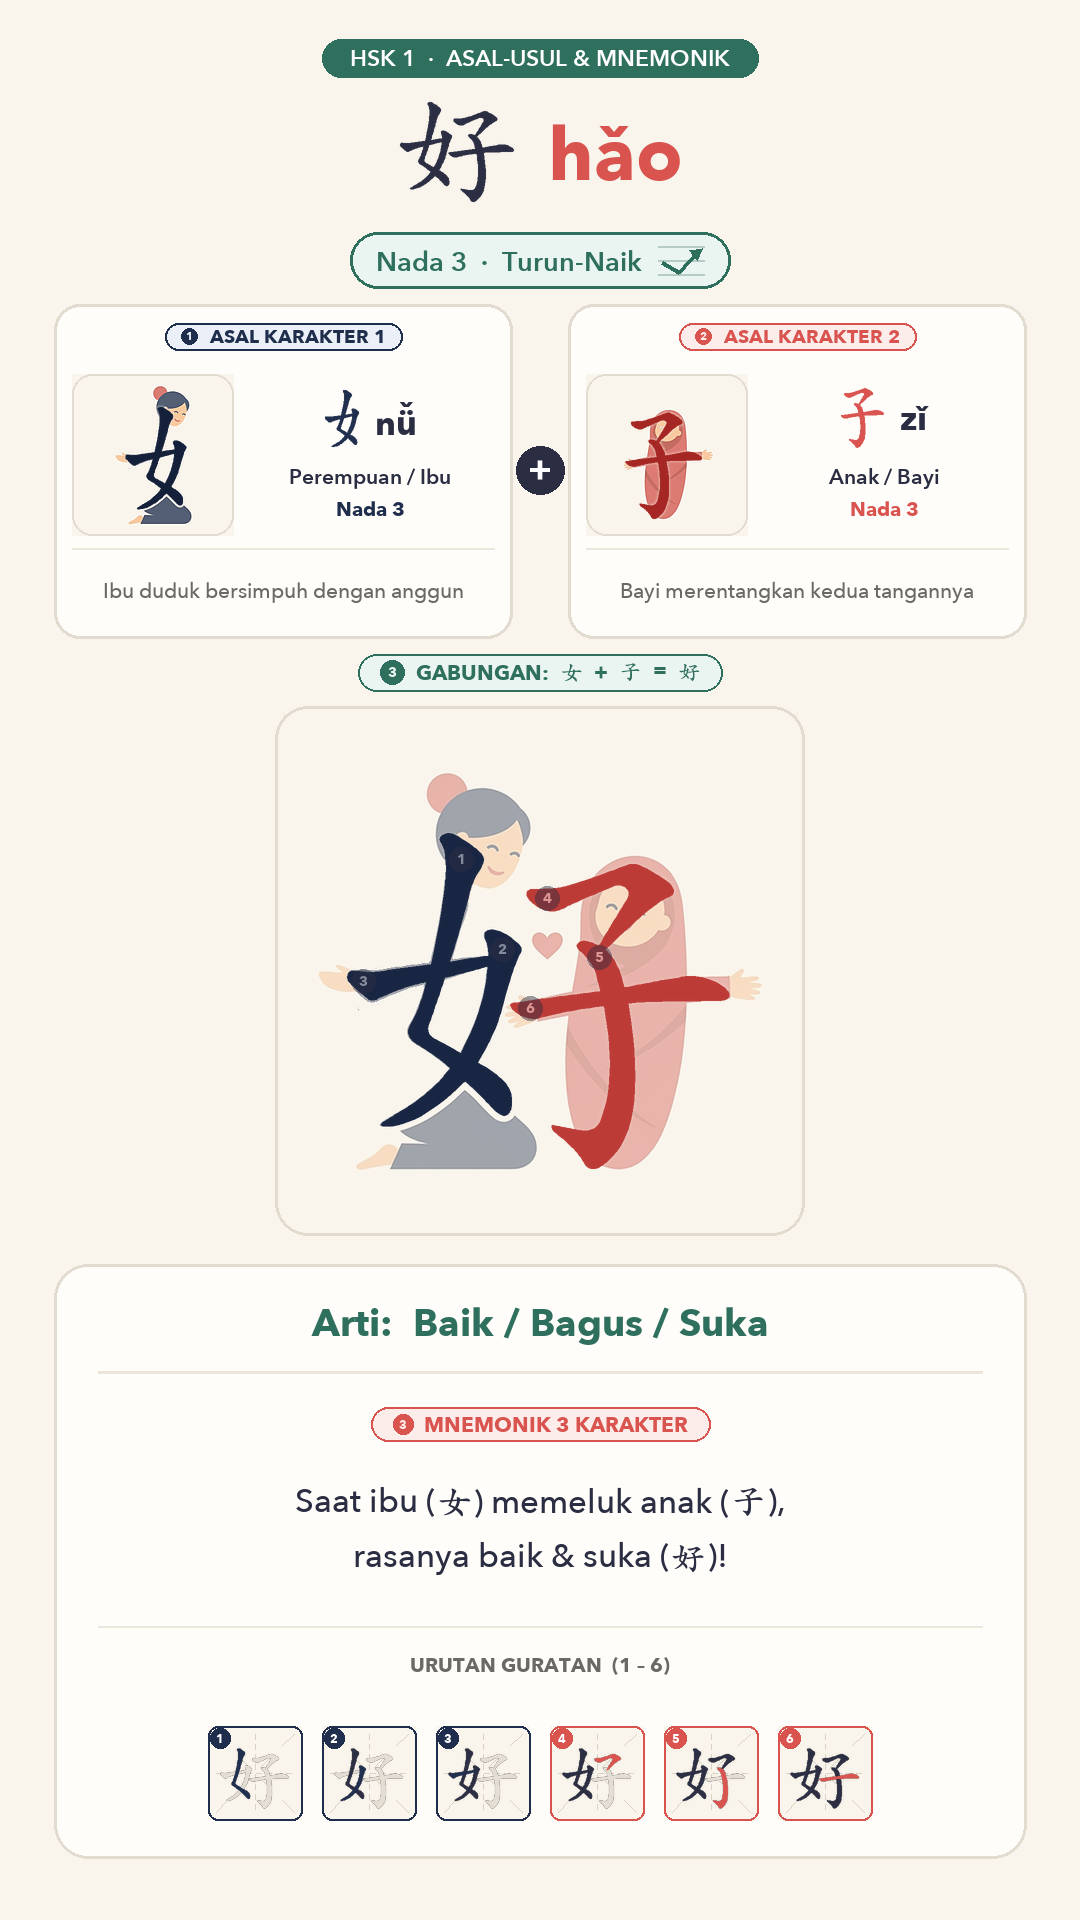 HSK 1 · ASAL-USUL & MNEMONIK
好 hǎo
Nada 3 · Turun-Naik
1 ASAL KARAKTER 1
女 nǚ
Perempuan / Ibu
Nada 3
Ibu duduk bersimpuh dengan anggun
+
2 ASAL KARAKTER 2
子 zǐ
Anak / Bayi
Nada 3
Bayi merentangkan kedua tangannya
3 GABUNGAN: 女 + 子 = 好
女 子
1
2
3
4
5
6
Arti: Baik / Bagus / Suka
3 MNEMONIK 3 KARAKTER
Saat ibu (女) memeluk anak (子),
rasanya baik & suka (好)!
URUTAN GURATAN (1 – 6)
1 2 3 4 5 6
好 好 好 好 好 好